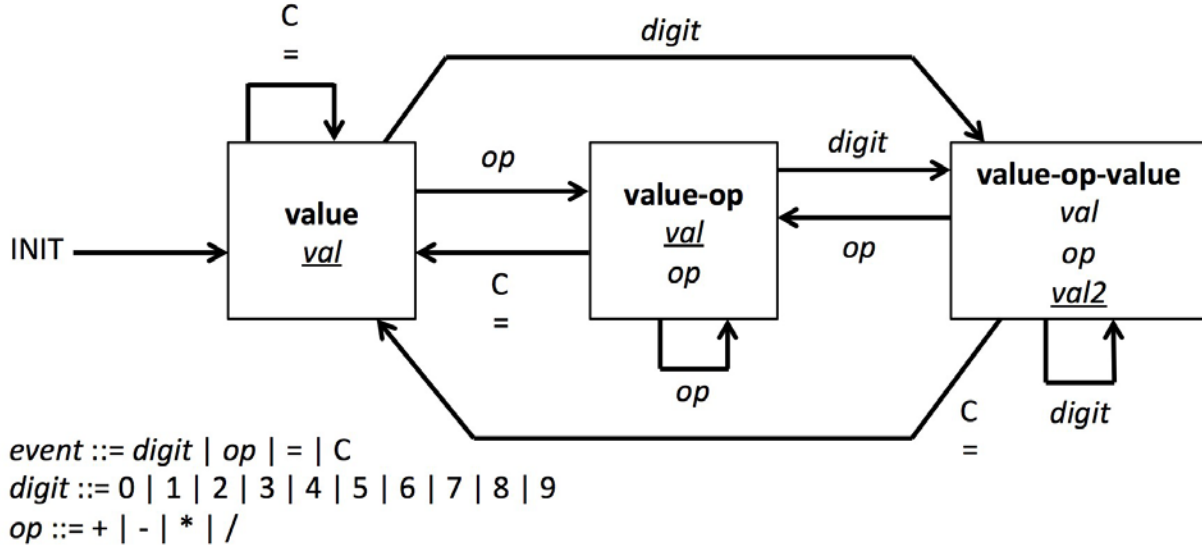 C
=
digit
op
digit
value
val
value-op
val
op
value-op-value
val
op
val2
INIT
C
=
op
op
C
=
digit
event ::= digit | op | = | C
digit ::= 0 | 1 | 2 | 3 | 4 | 5 | 6 | 7 | 8 | 9
op ::= + | - | * | /